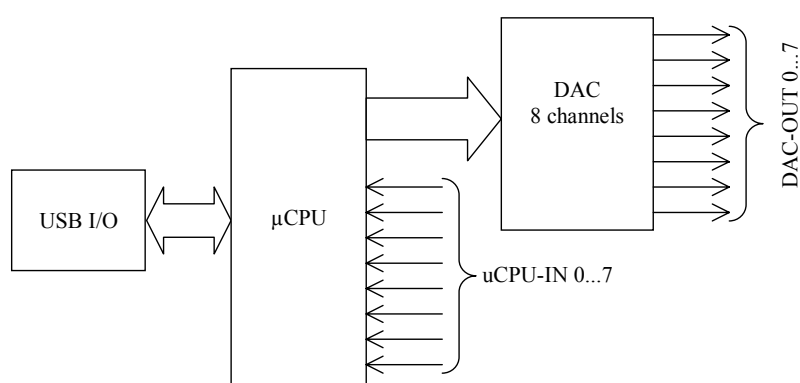 DAC
8 channels
DAC-OUT 0...7
USB I/O
µCPU
uCPU-IN 0...7